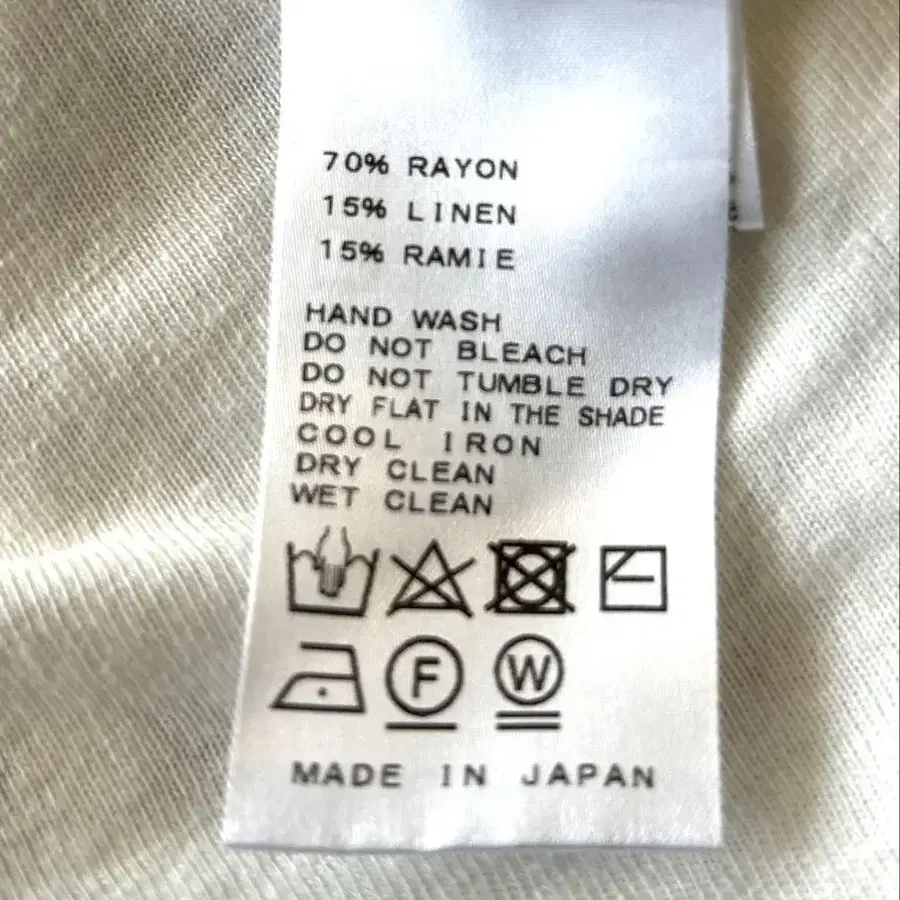 70% RAYON
15% LINEN
15% RAMIE
HAND WASH
DO NOT BLEACH
DO NOT TUMBLE DRY
DRY FLAT IN THE SHADE
COOL IRON
DRY CLEAN
WET CLEAN
F W
MADE IN JAPAN